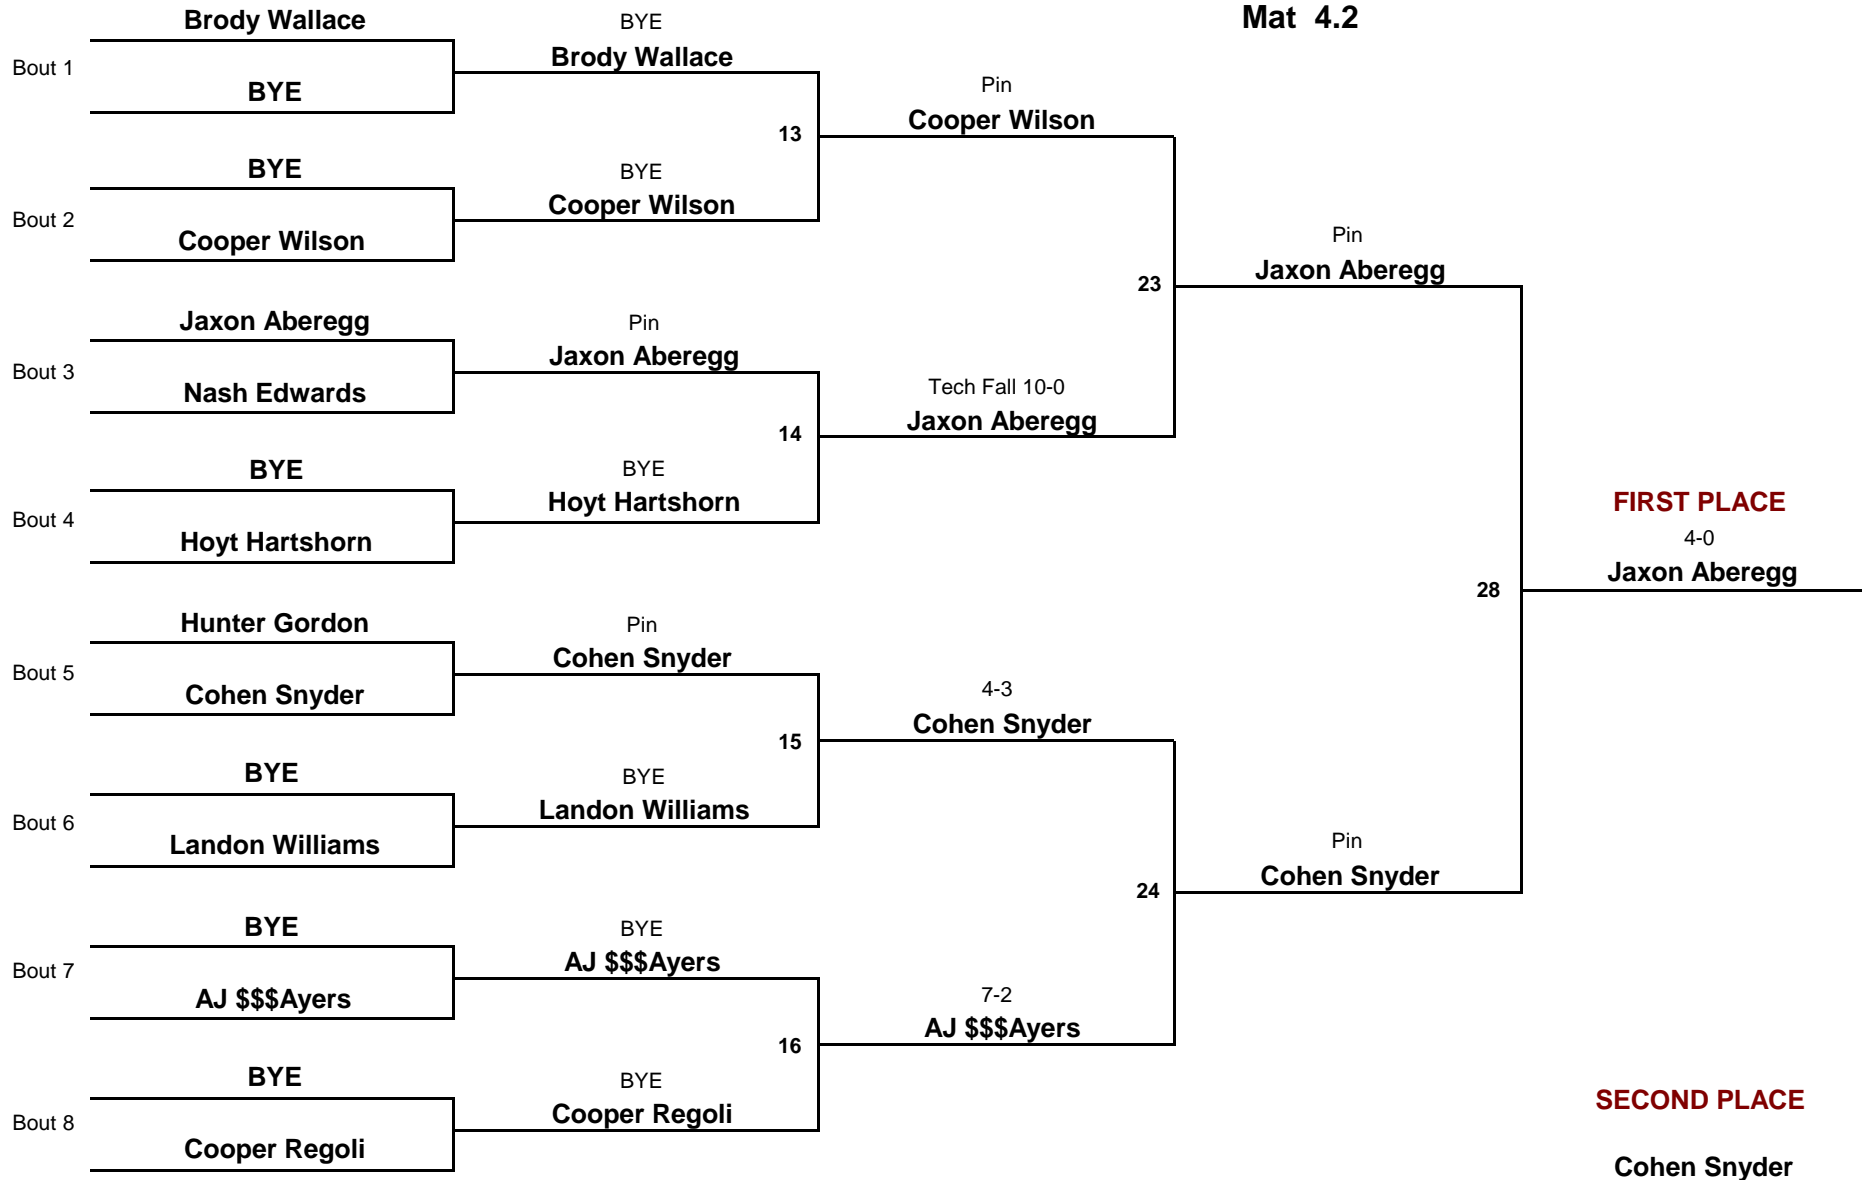 Mat 4.2
Brody Wallace
Bout 1
BYE
BYE
Bout 2
Cooper Wilson
Jaxon Aberegg
Bout 3
Nash Edwards
BYE
Bout 4
Hoyt Hartshorn
Hunter Gordon
Bout 5
Cohen Snyder
BYE
Bout 6
Landon Williams
BYE
Bout 7
AJ $$$Ayers
BYE
Bout 8
Cooper Regoli
BYE
Brody Wallace
13
BYE
Cooper Wilson
Pin
Jaxon Aberegg
14
BYE
Hoyt Hartshorn
Pin
Cohen Snyder
15
BYE
Landon Williams
BYE
AJ $$$Ayers
16
BYE
Cooper Regoli
Pin
Cooper Wilson
23
Tech Fall 10-0
Jaxon Aberegg
4-3
Cohen Snyder
24
7-2
AJ $$$Ayers
Pin
Jaxon Aberegg
28
Pin
Cohen Snyder
FIRST PLACE
4-0
Jaxon Aberegg
SECOND PLACE
Cohen Snyder